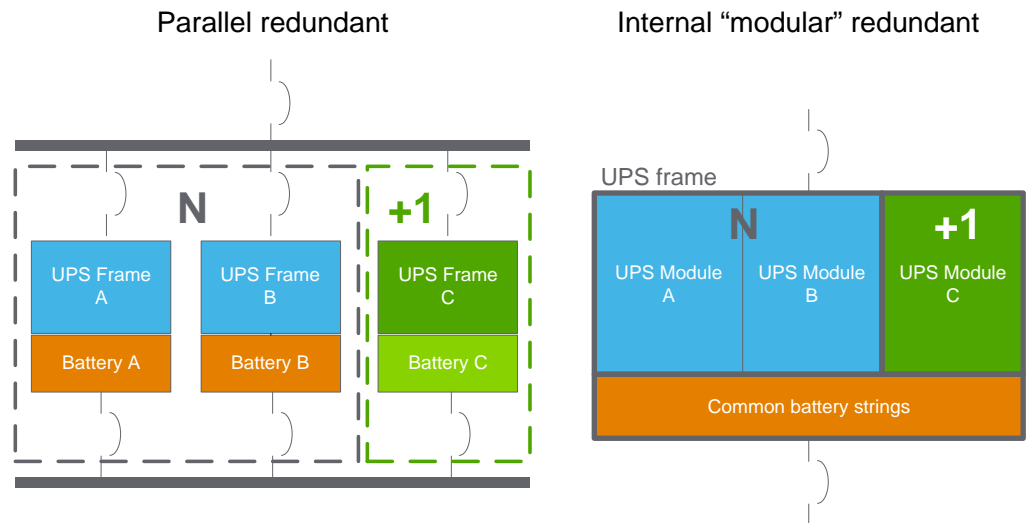 Parallel redundant
Internal “modular” redundant
N
+1
UPS Frame
A
UPS Frame
B
UPS Frame
C
Battery A
Battery B
Battery C
UPS frame
N
+1
UPS Module
A
UPS Module
B
UPS Module
C
Common battery strings